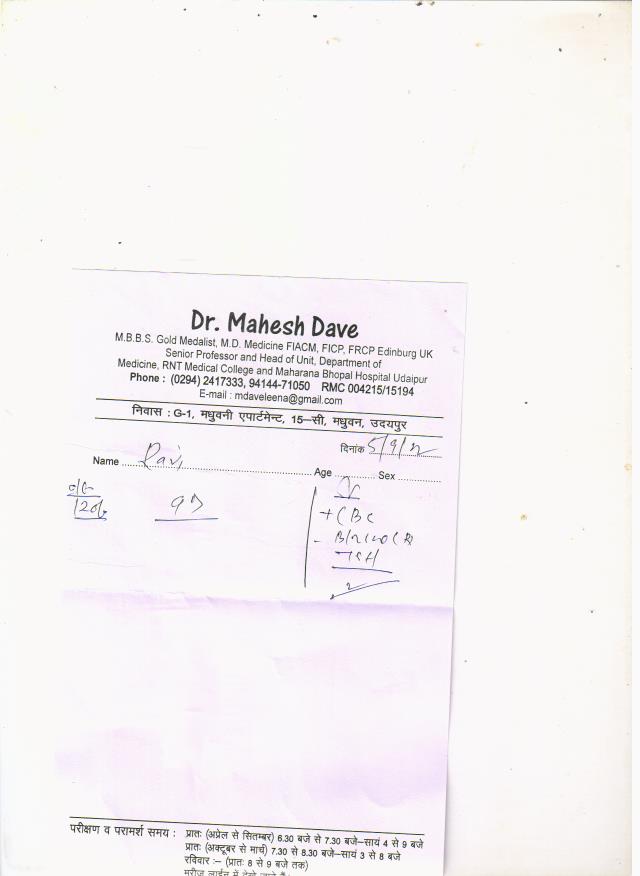 Dr. Mahesh Dave
M.B.B.S. Gold Medalist, M.D. Medicine FIACM, FICP, FRCP Edinburg UK
Senior Professor and Head of Unit, Department of
Medicine, RNT Medical College and Maharana Bhopal Hospital Udaipur
Phone : (0294) 2417333, 94144-71050 RMC 004215/15194
E-mail : mdaveleena@gmail.com
निवास : G-1, मधुवनी एपार्टमेन्ट, 15–सी, मधुवन, उदयपुर
दिनांक 5/9/
Name Age Sex
+ CBC
TSH
परीक्षण व परामर्श समय : प्रातः (अप्रेल से सितम्बर) 6.30 बजे से 7.30 बजे–सायं 4 से 9 बजे
प्रातः (अक्टूबर से मार्च) 7.30 से 8.30 बजे–सायं 3 से 8 बजे
रविवार :– (प्रातः 8 से 9 बजे तक)